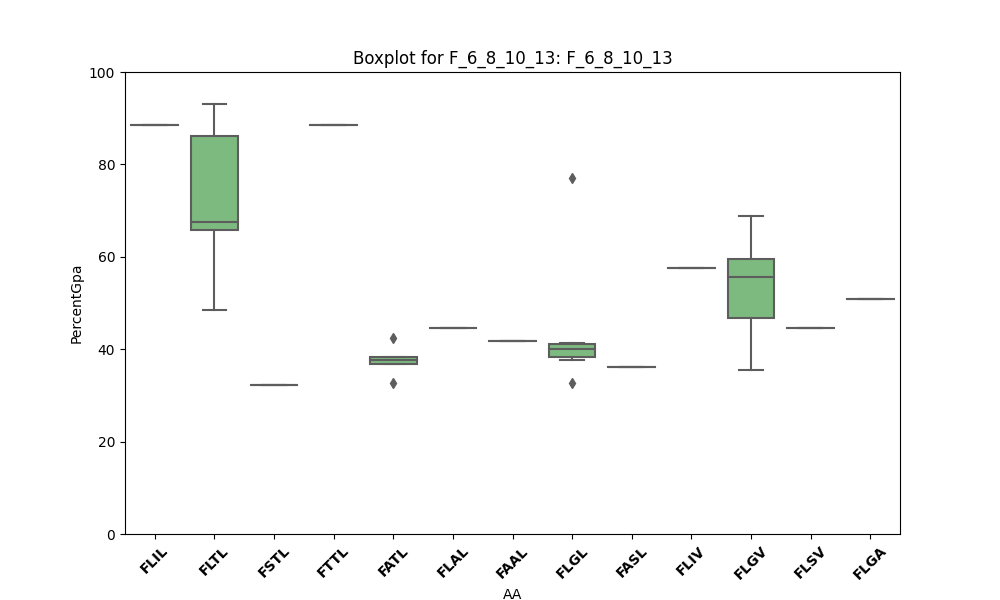 Boxplot for F_6_8_10_13: F_6_8_10_13
100
80
60
40
20
0
PercentGpa
FLIL FLTL FSTL FTTL FATL FLAL FAAL FLGL FASL FLIV FLGV FLSV FLGA
AA